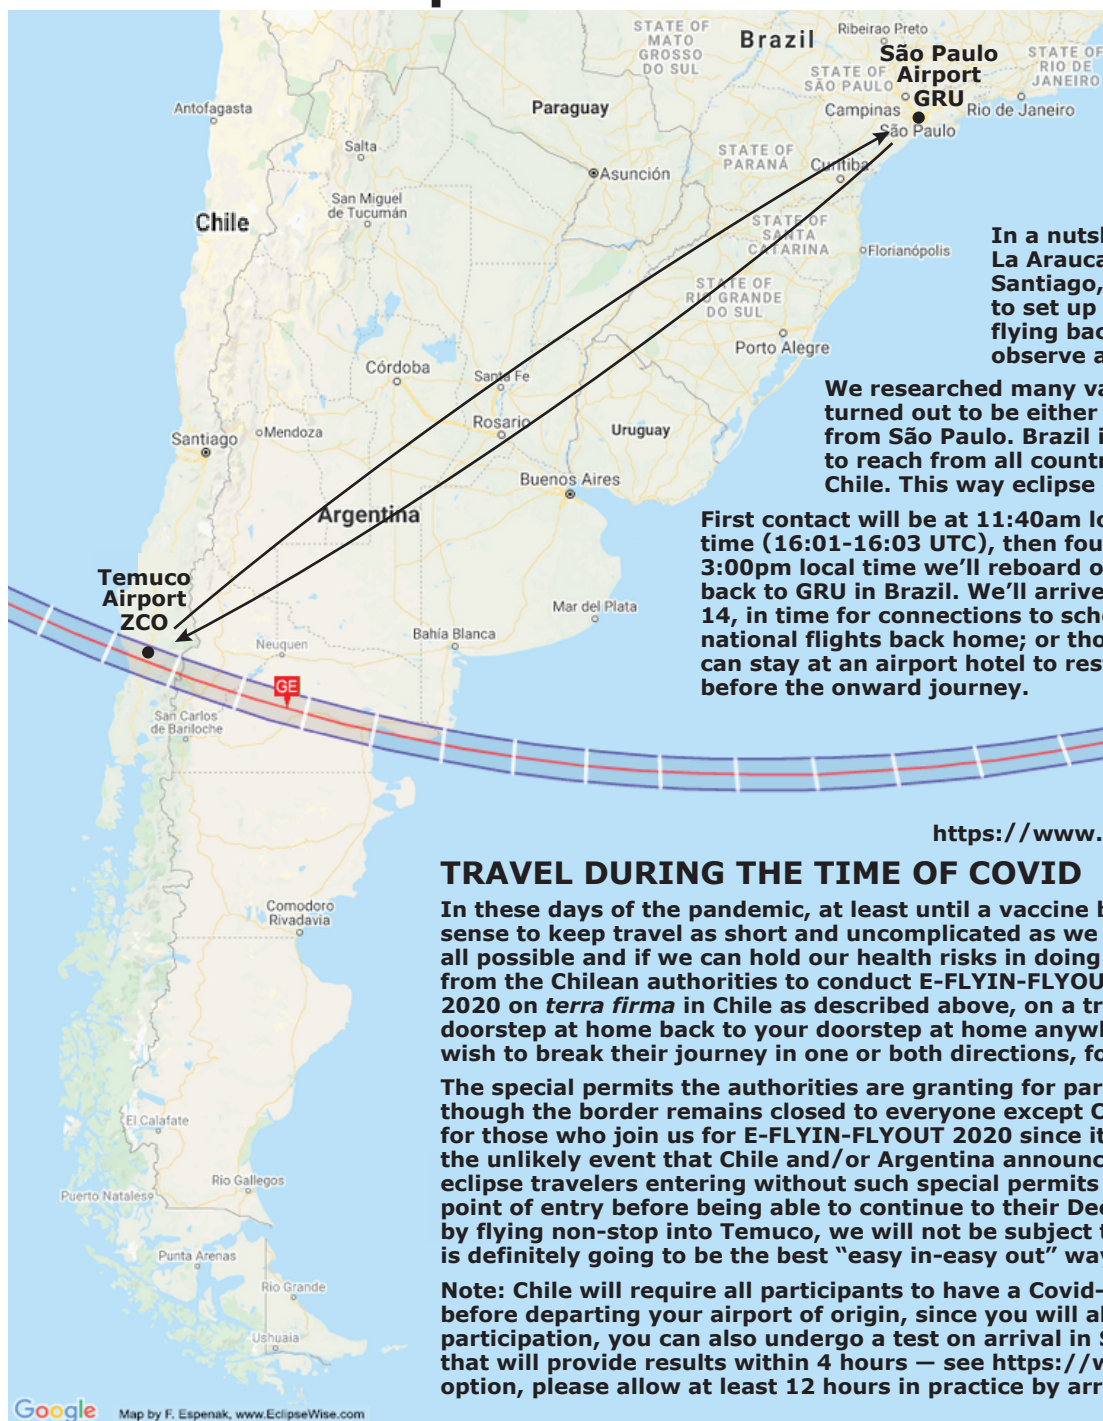 STATE OF
MATO
GROSSO
DO SUL
Brazil
Ribeirao Preto
São Paulo
Airport
GRU
STATE OF
RIO DE
JANEIRO
STATE OF
SÃO PAULO
Campinas
Rio de Janeiro
São Paulo
Antofagasta
Paraguay
Salta
STATE OF
PARANÁ
Curitiba
Asunción
San Miguel
de Tucumán
Chile
STATE OF
SANTA
CATARINA
Florianópolis
STATE OF
RIO GRANDE
DO SUL
Porto Alegre
In a nutsh
La Arauca
Santiago,
to set up
flying bac
observe a
Córdoba
Santa Fe
Rosario
Uruguay
Santiago
Mendoza
Buenos Aires
Argentina
We researched many va
turned out to be either
from São Paulo. Brazil i
to reach from all countr
Chile. This way eclipse
First contact will be at 11:40am lo
time (16:01-16:03 UTC), then fou
3:00pm local time we’ll reboard o
back to GRU in Brazil. We’ll arrive
14, in time for connections to sch
national flights back home; or tho
can stay at an airport hotel to res
before the onward journey.
Temuco
Airport
ZCO
Mar del Plata
Bahía Blanca
Neuquen
GE
San Carlos
de Bariloche
https://www.
TRAVEL DURING THE TIME OF COVID
In these days of the pandemic, at least until a vaccine b
sense to keep travel as short and uncomplicated as we
all possible and if we can hold our health risks in doing
from the Chilean authorities to conduct E-FLYIN-FLYOU
2020 on terra firma in Chile as described above, on a tr
doorstep at home back to your doorstep at home anywh
wish to break their journey in one or both directions, fo
The special permits the authorities are granting for par
though the border remains closed to everyone except C
for those who join us for E-FLYIN-FLYOUT 2020 since it
the unlikely event that Chile and/or Argentina announc
eclipse travelers entering without such special permits
point of entry before being able to continue to their Dec
by flying non-stop into Temuco, we will not be subject t
is definitely going to be the best “easy in-easy out” way
Note: Chile will require all participants to have a Covid-
before departing your airport of origin, since you will al
participation, you can also undergo a test on arrival in S
that will provide results within 4 hours — see https://w
option, please allow at least 12 hours in practice by arr
Comodoro
Rivadavia
El Calafate
Rio Gallegos
Puerto Natales
Punta Arenas
Rio Grande
Ushuaia
Google
Map by F. Espenak, www.EclipseWise.com